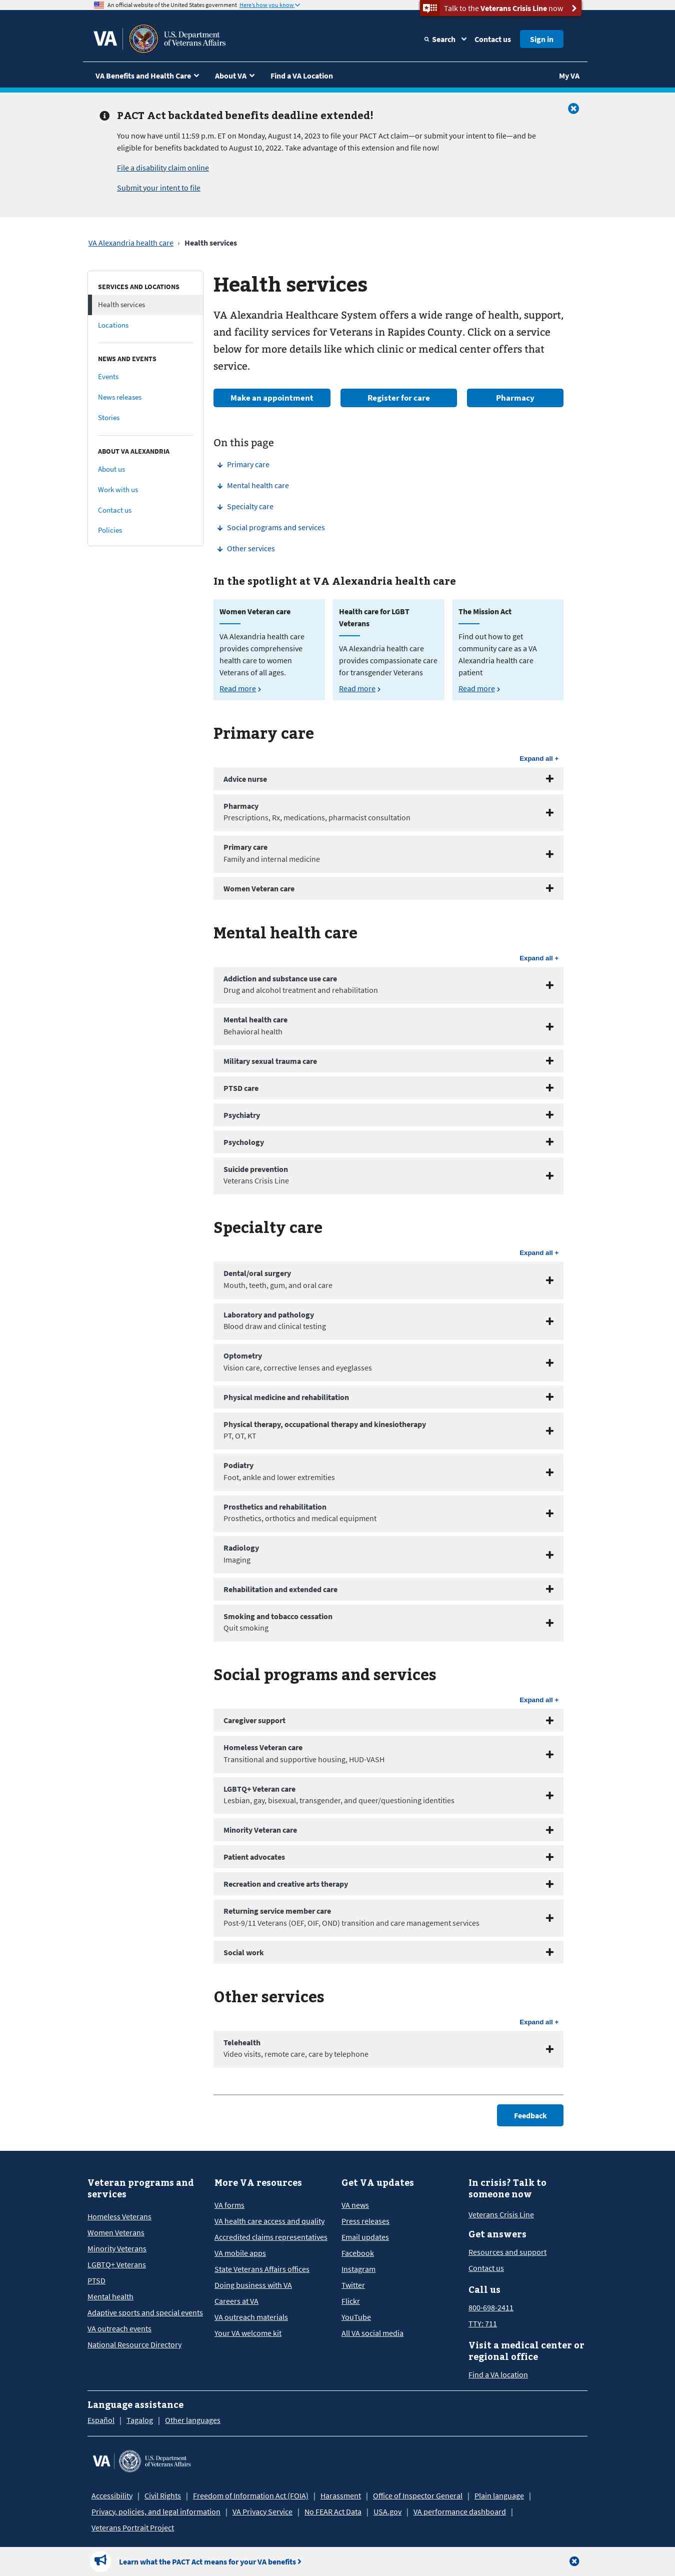 An official website of the United States government Here's how you know
Talk to the Veterans Crisis Line now
VA
U.S. Department
of Veterans Affairs
Search
Contact us
Sign in
VA Benefits and Health Care
About VA
Find a VA Location
My VA
PACT Act backdated benefits deadline extended!
You now have until 11:59 p.m. ET on Monday, August 14, 2023 to file your PACT Act claim—or submit your intent to file—and be
eligible for benefits backdated to August 10, 2022. Take advantage of this extension and file now!
File a disability claim online
Submit your intent to file
VA Alexandria health care › Health services
SERVICES AND LOCATIONS
Health services
Locations
NEWS AND EVENTS
Events
News releases
Stories
ABOUT VA ALEXANDRIA
About us
Work with us
Contact us
Policies
Health services
VA Alexandria Healthcare System offers a wide range of health, support,
and facility services for Veterans in Rapides County. Click on a service
below for more details like which clinic or medical center offers that
service.
Make an appointment
Register for care
Pharmacy
On this page
Primary care
Mental health care
Specialty care
Social programs and services
Other services
In the spotlight at VA Alexandria health care
Women Veteran care
VA Alexandria health care
provides comprehensive
health care to women
Veterans of all ages.
Read more
Health care for LGBT
Veterans
VA Alexandria health care
provides compassionate care
for transgender Veterans
Read more
The Mission Act
Find out how to get
community care as a VA
Alexandria health care
patient
Read more
Primary care
Expand all +
Advice nurse
Pharmacy
Prescriptions, Rx, medications, pharmacist consultation
Primary care
Family and internal medicine
Women Veteran care
Mental health care
Expand all +
Addiction and substance use care
Drug and alcohol treatment and rehabilitation
Mental health care
Behavioral health
Military sexual trauma care
PTSD care
Psychiatry
Psychology
Suicide prevention
Veterans Crisis Line
Specialty care
Expand all +
Dental/oral surgery
Mouth, teeth, gum, and oral care
Laboratory and pathology
Blood draw and clinical testing
Optometry
Vision care, corrective lenses and eyeglasses
Physical medicine and rehabilitation
Physical therapy, occupational therapy and kinesiotherapy
PT, OT, KT
Podiatry
Foot, ankle and lower extremities
Prosthetics and rehabilitation
Prosthetics, orthotics and medical equipment
Radiology
Imaging
Rehabilitation and extended care
Smoking and tobacco cessation
Quit smoking
Social programs and services
Expand all +
Caregiver support
Homeless Veteran care
Transitional and supportive housing, HUD-VASH
LGBTQ+ Veteran care
Lesbian, gay, bisexual, transgender, and queer/questioning identities
Minority Veteran care
Patient advocates
Recreation and creative arts therapy
Returning service member care
Post-9/11 Veterans (OEF, OIF, OND) transition and care management services
Social work
Other services
Expand all +
Telehealth
Video visits, remote care, care by telephone
Feedback
Veteran programs and
services
Homeless Veterans
Women Veterans
Minority Veterans
LGBTQ+ Veterans
PTSD
Mental health
Adaptive sports and special events
VA outreach events
National Resource Directory
More VA resources
VA forms
VA health care access and quality
Accredited claims representatives
VA mobile apps
State Veterans Affairs offices
Doing business with VA
Careers at VA
VA outreach materials
Your VA welcome kit
Get VA updates
VA news
Press releases
Email updates
Facebook
Instagram
Twitter
Flickr
YouTube
All VA social media
In crisis? Talk to
someone now
Veterans Crisis Line
Get answers
Resources and support
Contact us
Call us
800-698-2411
TTY: 711
Visit a medical center or
regional office
Find a VA location
Language assistance
Español | Tagalog | Other languages
VA
U.S. Department
of Veterans Affairs
Accessibility | Civil Rights | Freedom of Information Act (FOIA) | Harassment | Office of Inspector General | Plain language |
Privacy, policies, and legal information | VA Privacy Service | No FEAR Act Data | USA.gov | VA performance dashboard |
Veterans Portrait Project
Learn what the PACT Act means for your VA benefits